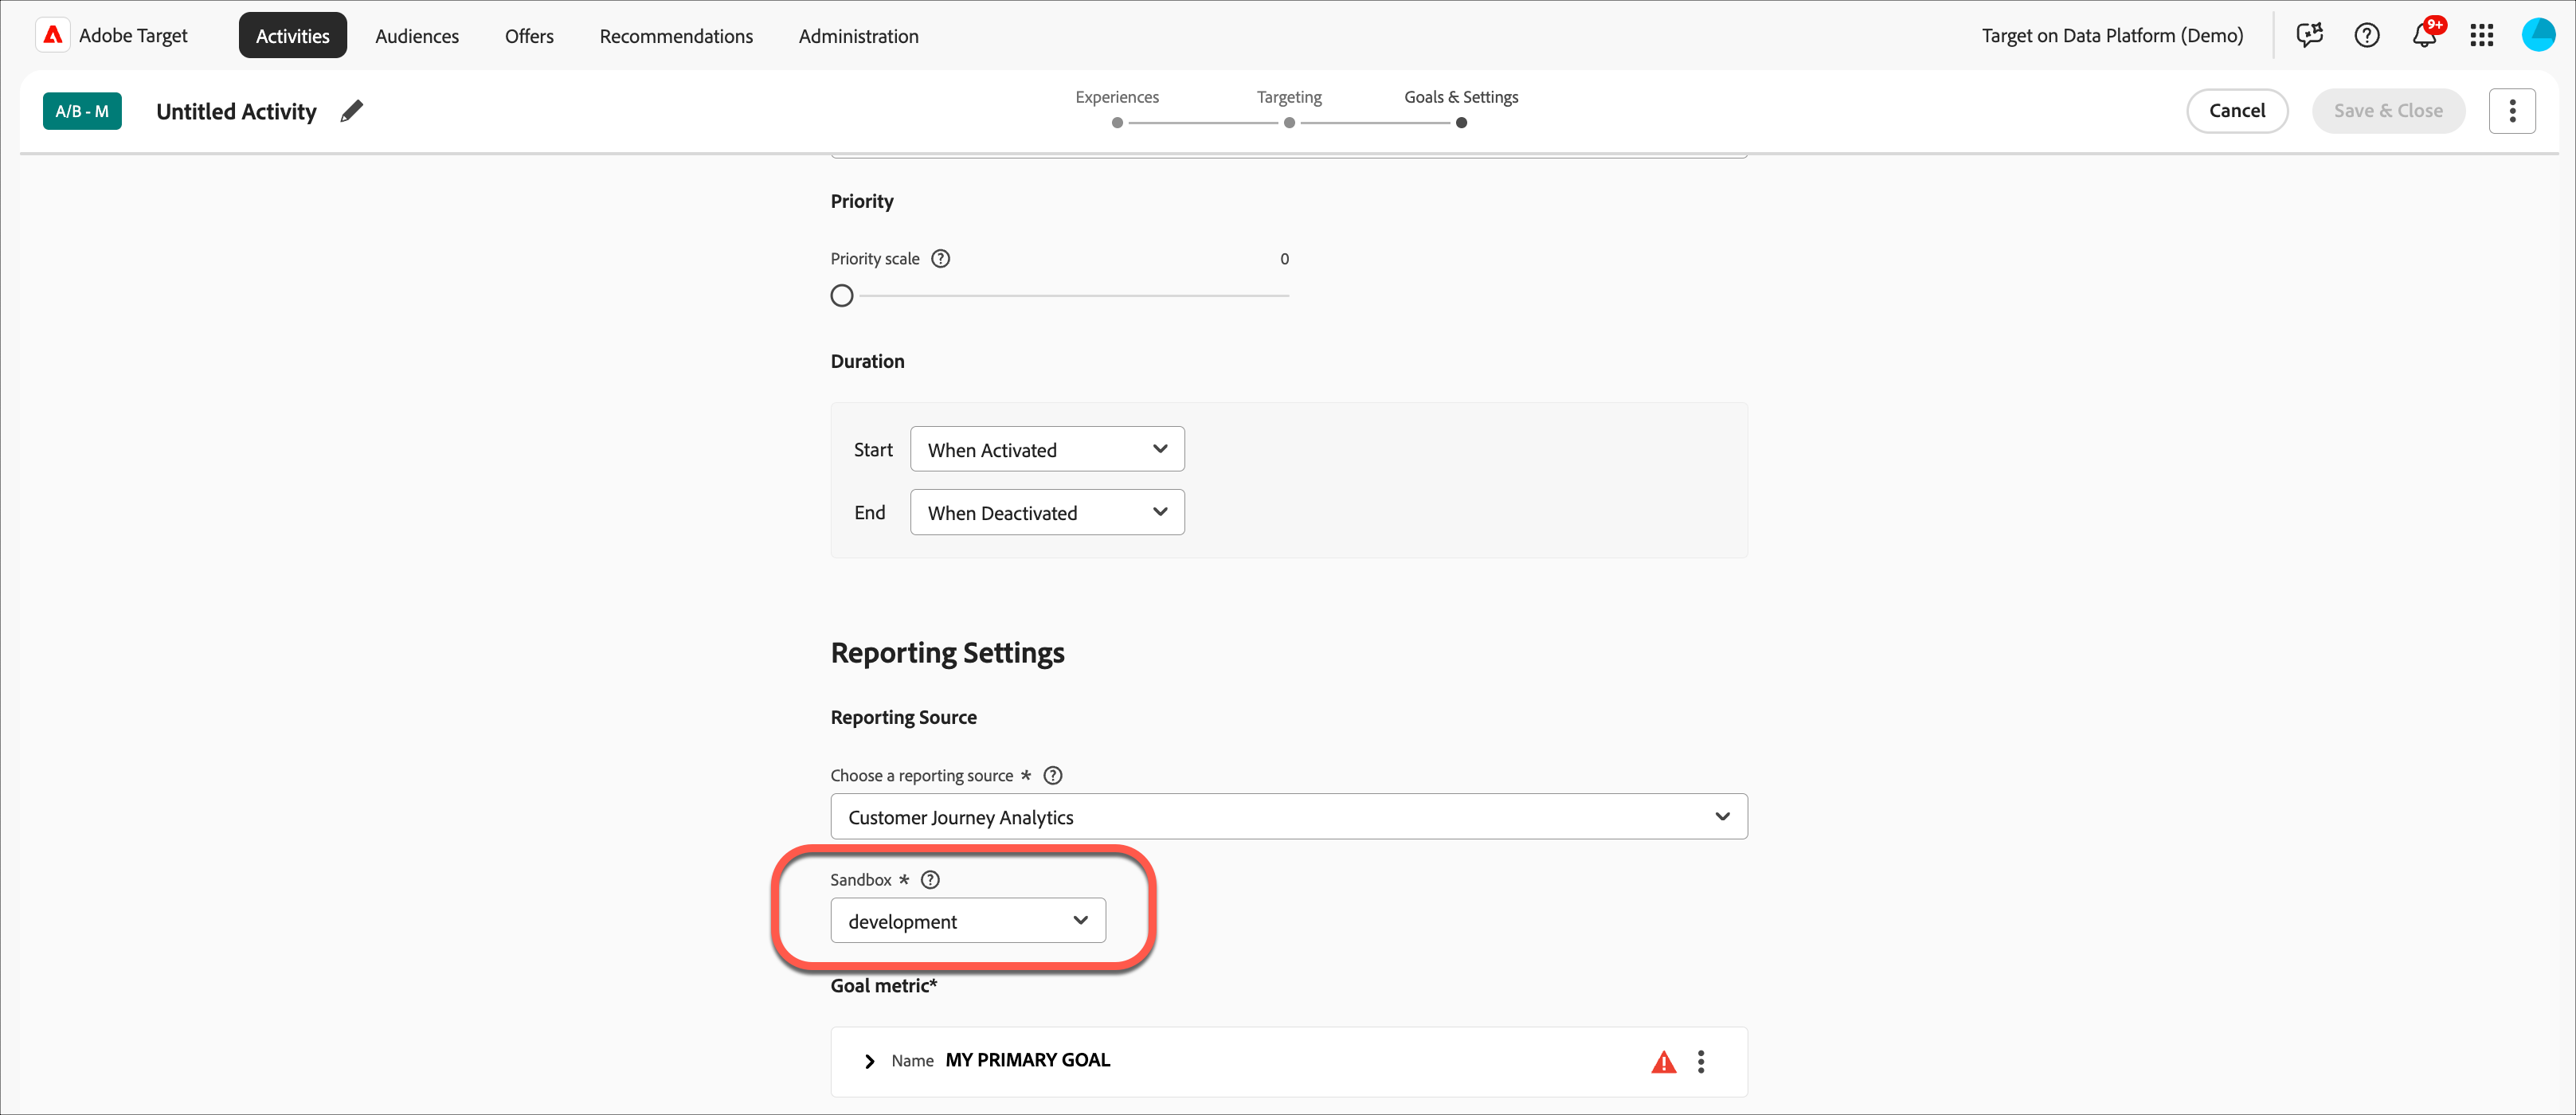 Adobe Target
Activities
Audiences
Offers
Recommendations
Administration
Target on Data Platform (Demo)
9+
A/B - M
Untitled Activity
Experiences
Targeting
Goals & Settings
Cancel
Save & Close
Priority
Priority scale
0
Duration
Start
When Activated
End
When Deactivated
Reporting Settings
Reporting Source
Choose a reporting source *
Customer Journey Analytics
Sandbox *
development
Goal metric*
Name MY PRIMARY GOAL